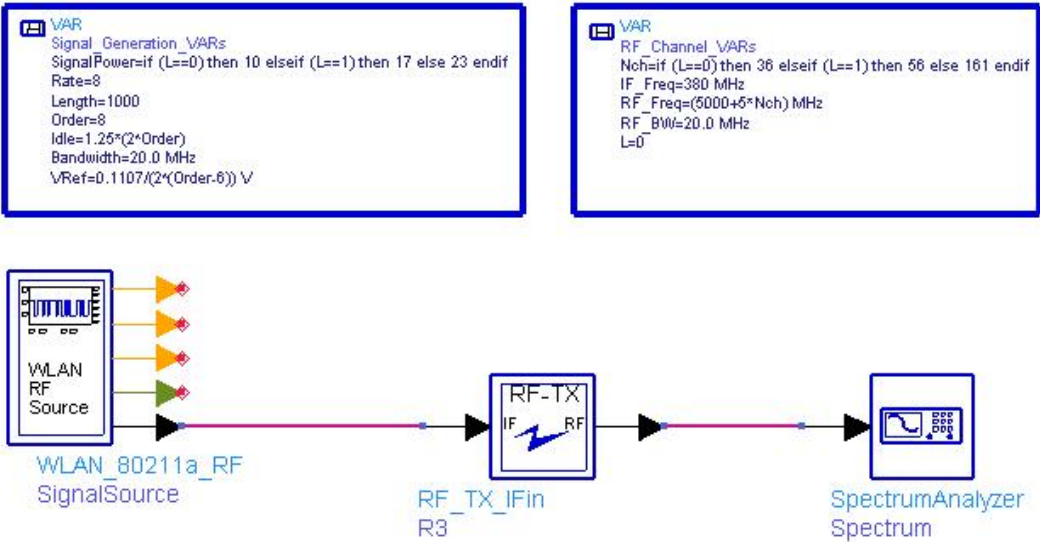 VAR
Signal_Generation_VARs
SignalPower=if (L==0) then 10 elseif (L==1) then 17 else 23 endif
Rate=8
Length=1000
Order=8
Idle=1.25*(2^Order)
Bandwidth=20.0 MHz
VRef=0.1107/(2^(Order-6)) V
VAR
RF_Channel_VARs
Nch=if (L==0) then 36 elseif (L==1) then 56 else 161 endif
IF_Freq=380 MHz
RF_Freq=(5000+5*Nch) MHz
RF_BW=20.0 MHz
L=0
WLAN
RF
Source
WLAN_80211a_RF
SignalSource
RF-TX
IF RF
RF_TX_IFin
R3
SpectrumAnalyzer
Spectrum